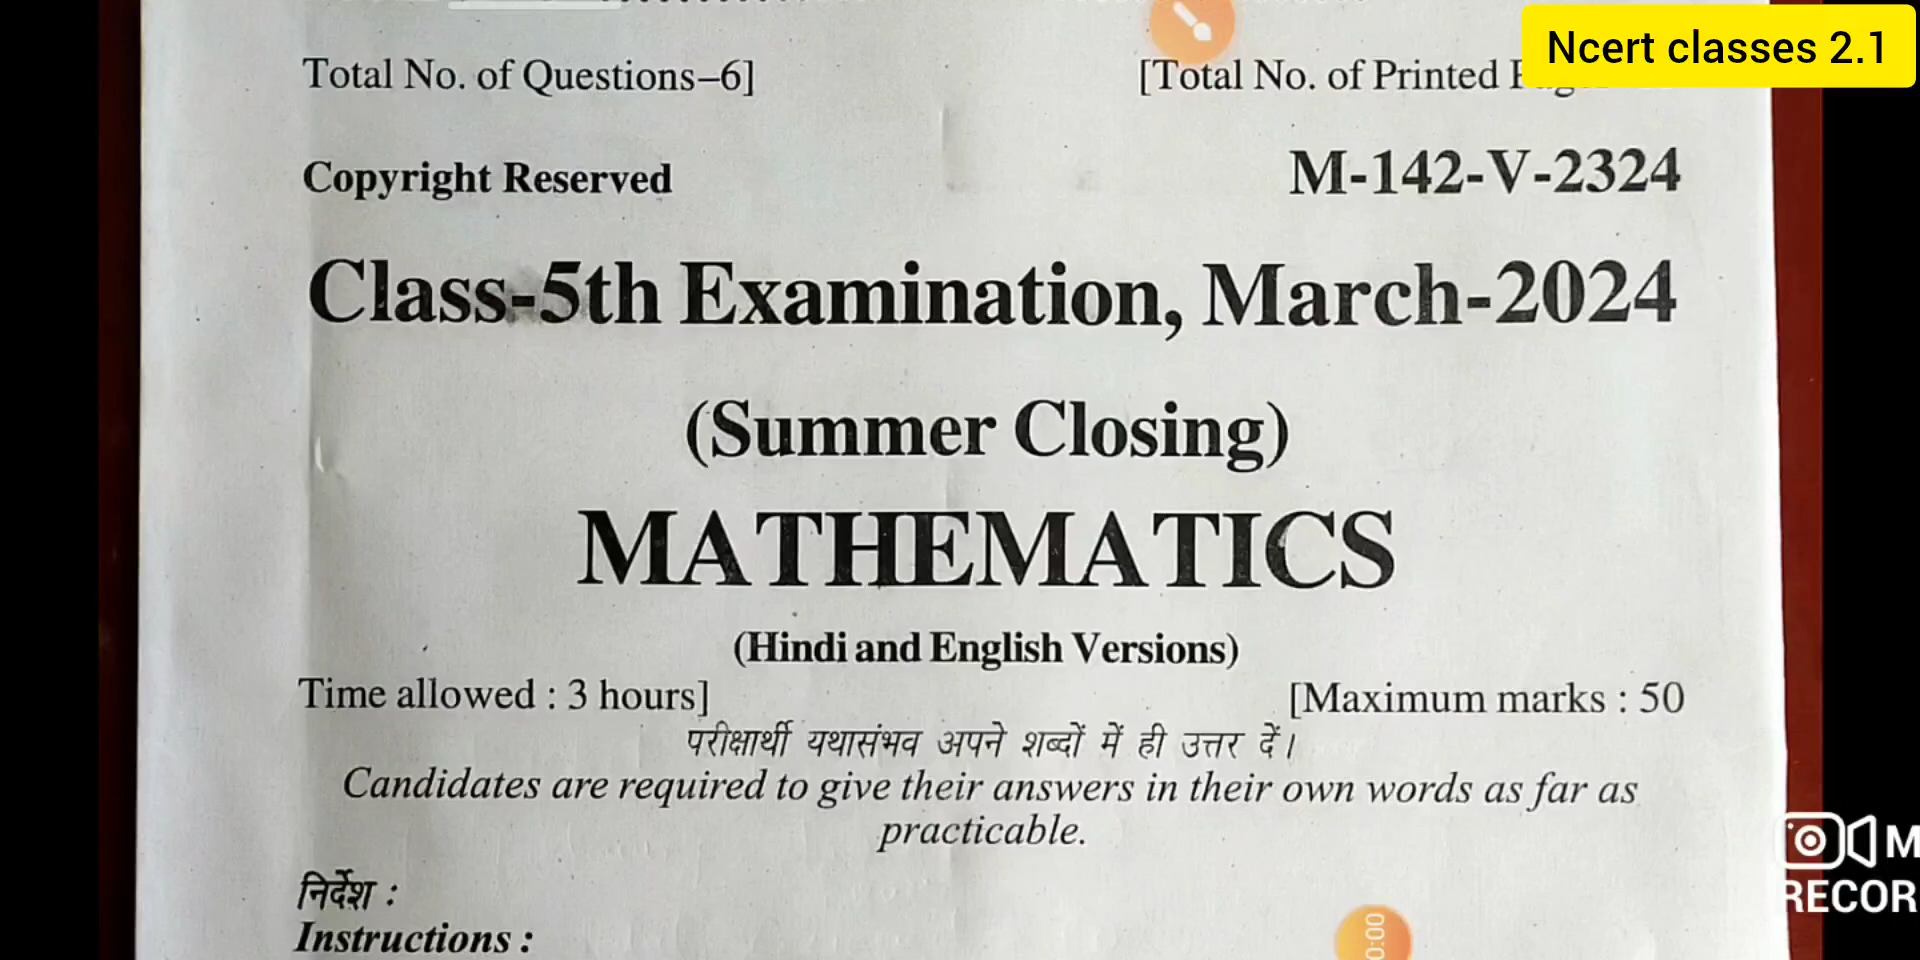 Ncert classes 2.1
Total No. of Questions–6] [Total No. of Printed
Copyright Reserved M-142-V-2324
Class-5th Examination, March-2024
(Summer Closing)
MATHEMATICS
(Hindi and English Versions)
Time allowed : 3 hours] [Maximum marks : 50
परीक्षार्थी यथासंभव अपने शब्दों में ही उत्तर दें।
Candidates are required to give their answers in their own words as far as
practicable.
निर्देश :
Instructions :
M
RECOR
0:00